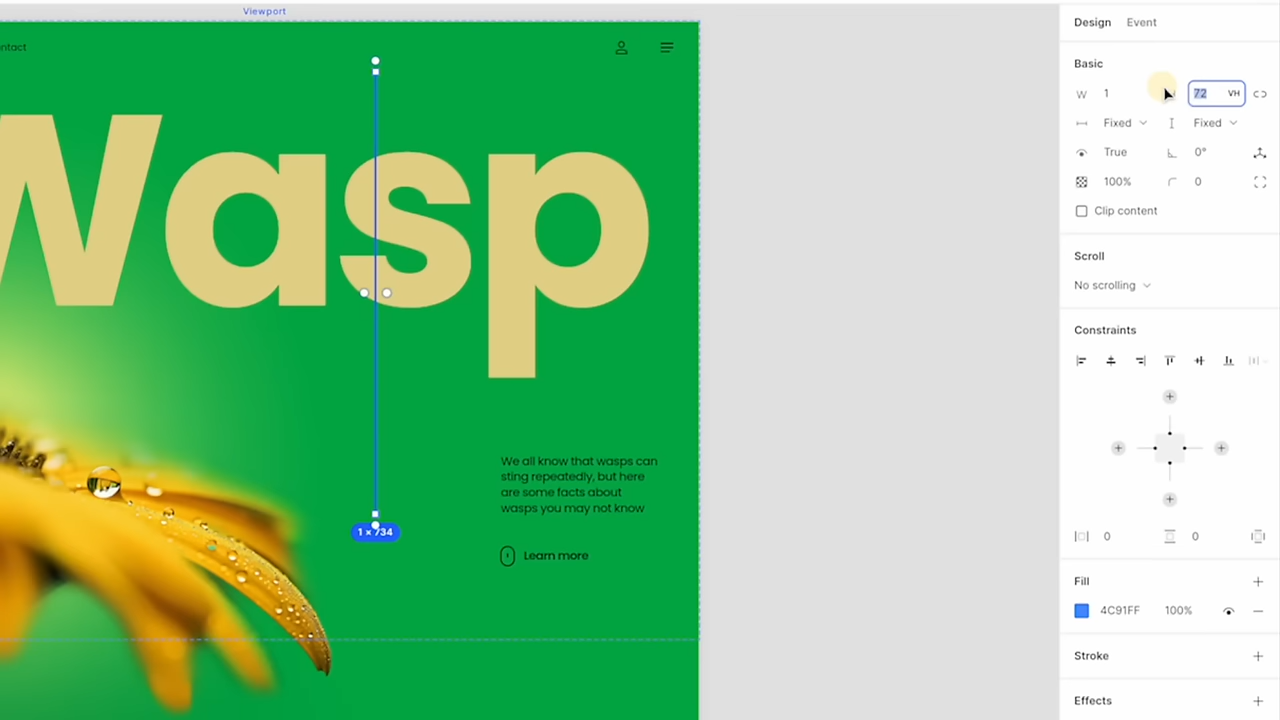 Viewport
ntact
Wasp
We all know that wasps can
sting repeatedly, but here
are some facts about
wasps you may not know
Learn more
1 × 734
Design Event
Basic
W 1 72 VH
Fixed Fixed
True 0°
100% 0
Clip content
Scroll
No scrolling
Constraints
0 0
Fill
4C91FF 100%
Stroke
Effects